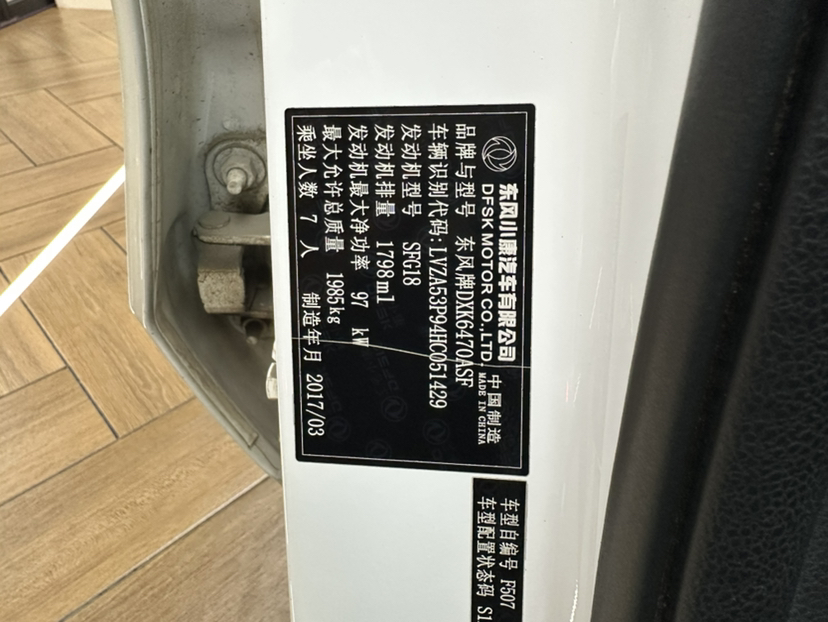 东风小康汽车有限公司
DFSK MOTOR CO.,LTD.
中国制造
MADE IN CHINA
品牌与型号 东风牌DXK6470ASF
车辆识别代码:LVZA53P94HC051429
发动机型号 SFG18
发动机排量 1798ml
发动机最大净功率 97 kW
最大允许总质量 1985kg
乘坐人数 7 人 制造年月 2017/03
车型自编号 F507
车型配置状态码 S1